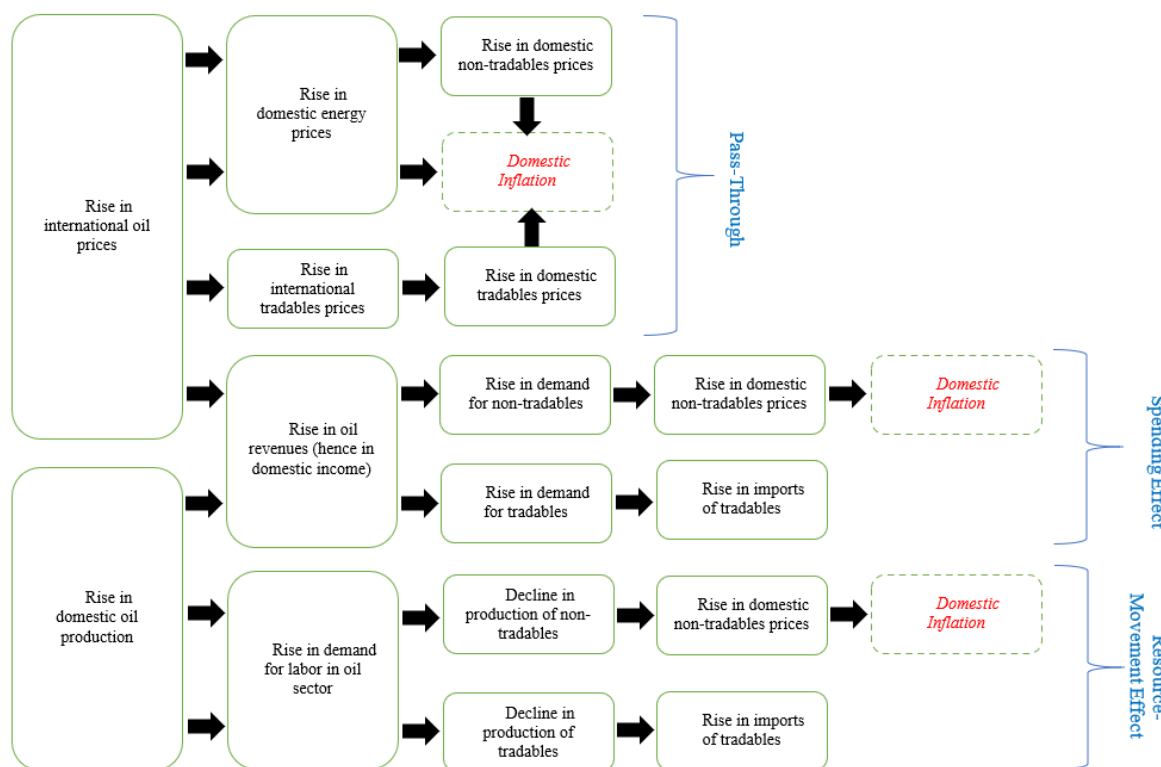 Rise in
international oil
prices
Rise in
domestic energy
prices
Rise in domestic
non-tradables prices
Domestic
Inflation
Rise in
international
tradables prices
Rise in domestic
tradables prices
Pass-Through
Rise in oil
revenues (hence in
domestic income)
Rise in demand
for non-tradables
Rise in domestic
non-tradables prices
Domestic
Inflation
Rise in demand
for tradables
Rise in imports
of tradables
Spending Effect
Rise in
domestic oil
production
Rise in demand
for labor in oil
sector
Decline in
production of non-
tradables
Rise in domestic
non-tradables prices
Domestic
Inflation
Decline in
production of
tradables
Rise in imports
of tradables
Resource-
Movement Effect